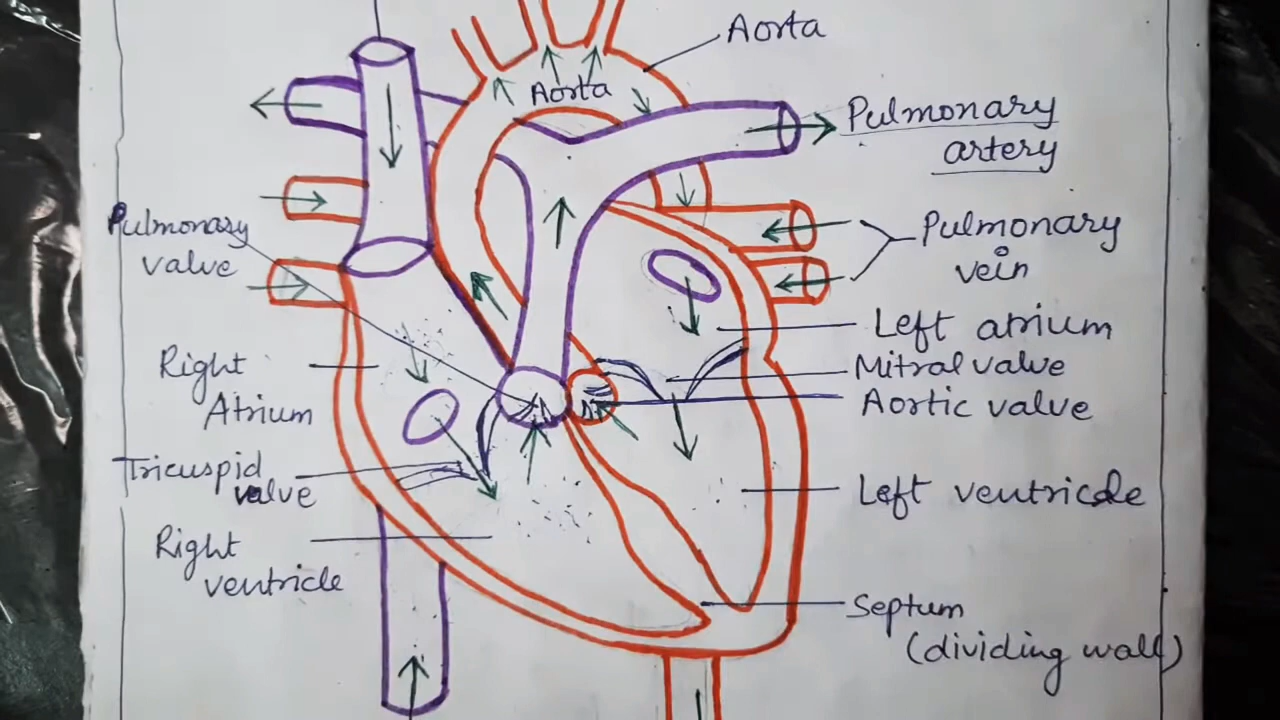 Aorta
Aorta
Pulmonary
artery
Pulmonary
valve
Pulmonary
vein
Left atrium
Right
Atrium
Mitral valve
Aortic valve
Tricuspid
valve
Left ventricle
Right
ventricle
Septum
(dividing wall)